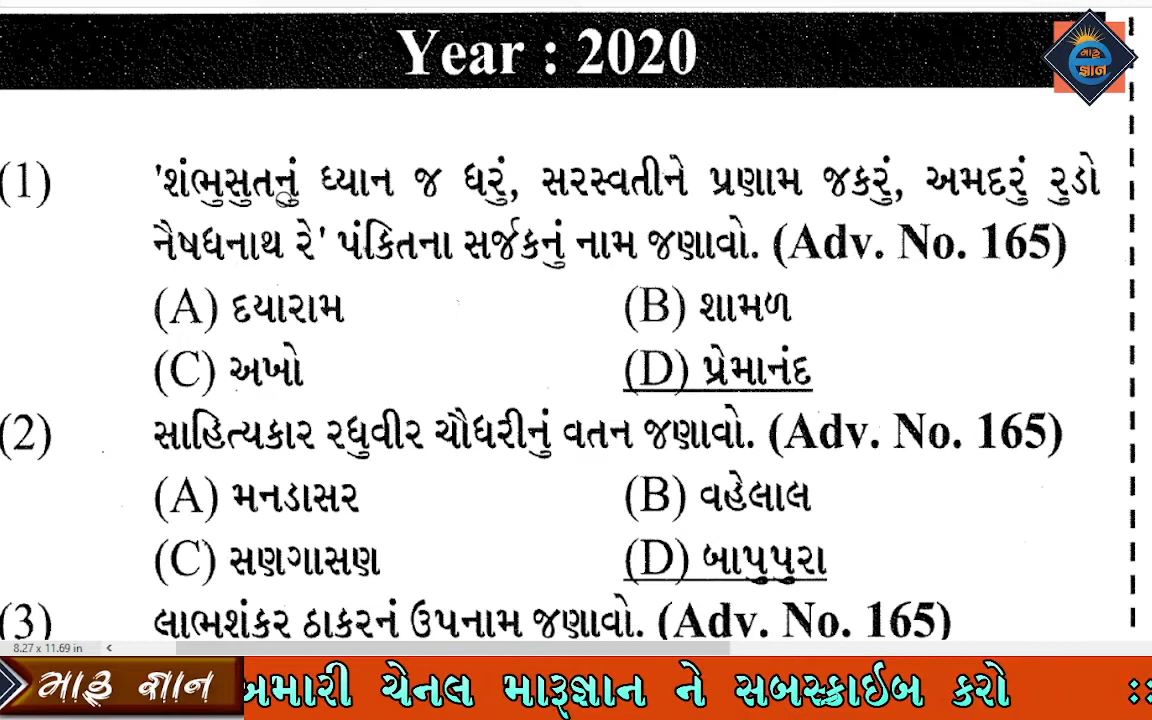 Year : 2020
મારૂ
જ્ઞાન
(1) 'શંભુસુતનું ધ્યાન જ ધરું, સરસ્વતીને પ્રણામ જકરું, અમદરું રુડો
નૈષધનાથ રે' પંકિતના સર્જકનું નામ જણાવો. (Adv. No. 165)
(A) દયારામ (B) શામળ
(C) અખો (D) પ્રેમાનંદ
(2) સાહિત્યકાર રધુવીર ચૌધરીનું વતન જણાવો. (Adv. No. 165)
(A) મનડાસર (B) વહેલાલ
(C) સણગાસણ (D) બાપુપુરા
(3) લાભશંકર ઠાકરનં ઉપનામ જણાવો. (Adv. No. 165)
8.27 x 11.69 in
મારૂ જ્ઞાન અમારી ચેનલ મારૂજ્ઞાન ને સબસ્ક્રાઇબ કરો ::